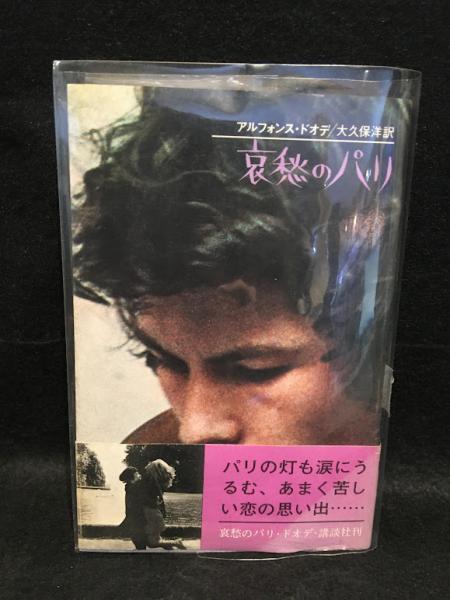 アルフォンス・ドオデ/大久保洋訳
哀愁のパリ
パリの灯も涙にう
るむ、あまく苦し
い恋の思い出……
哀愁のパリ・ドオデ・講談社刊